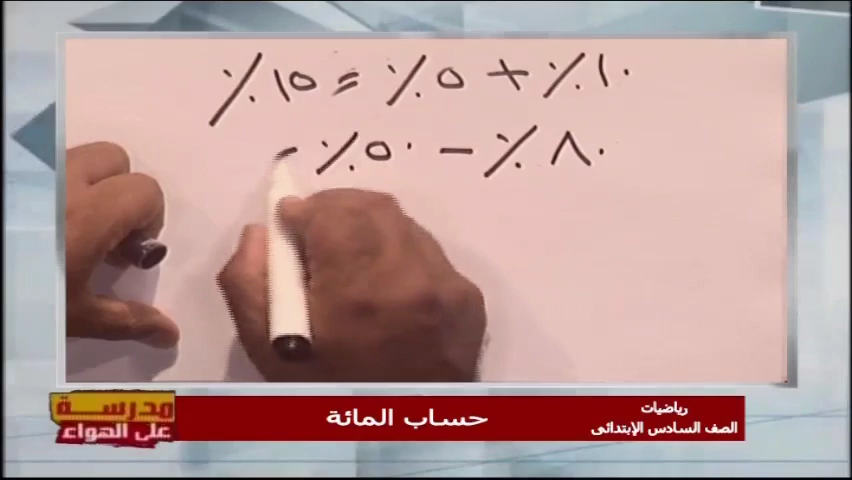 ٪١٠ + ٪٥ = ٪١٥
٪٨٠ − ٪٥٠ -
رياضيات
الصف السادس الإبتدائى
حساب المائة
مدرسة
على الهواء